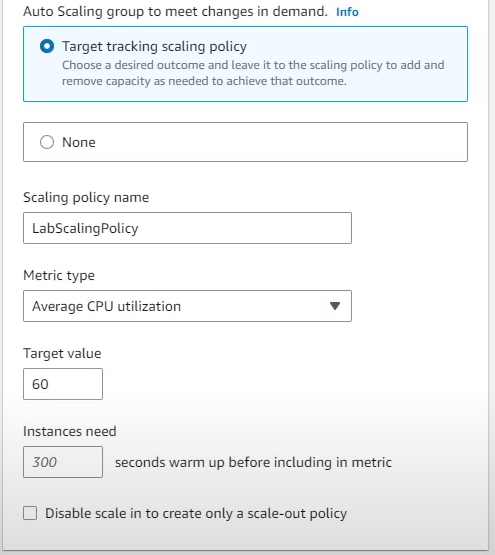 Auto Scaling group to meet changes in demand. Info
Target tracking scaling policy
Choose a desired outcome and leave it to the scaling policy to add and
remove capacity as needed to achieve that outcome.
None
Scaling policy name
LabScalingPolicy
Metric type
Average CPU utilization
Target value
60
Instances need
300 seconds warm up before including in metric
Disable scale in to create only a scale-out policy